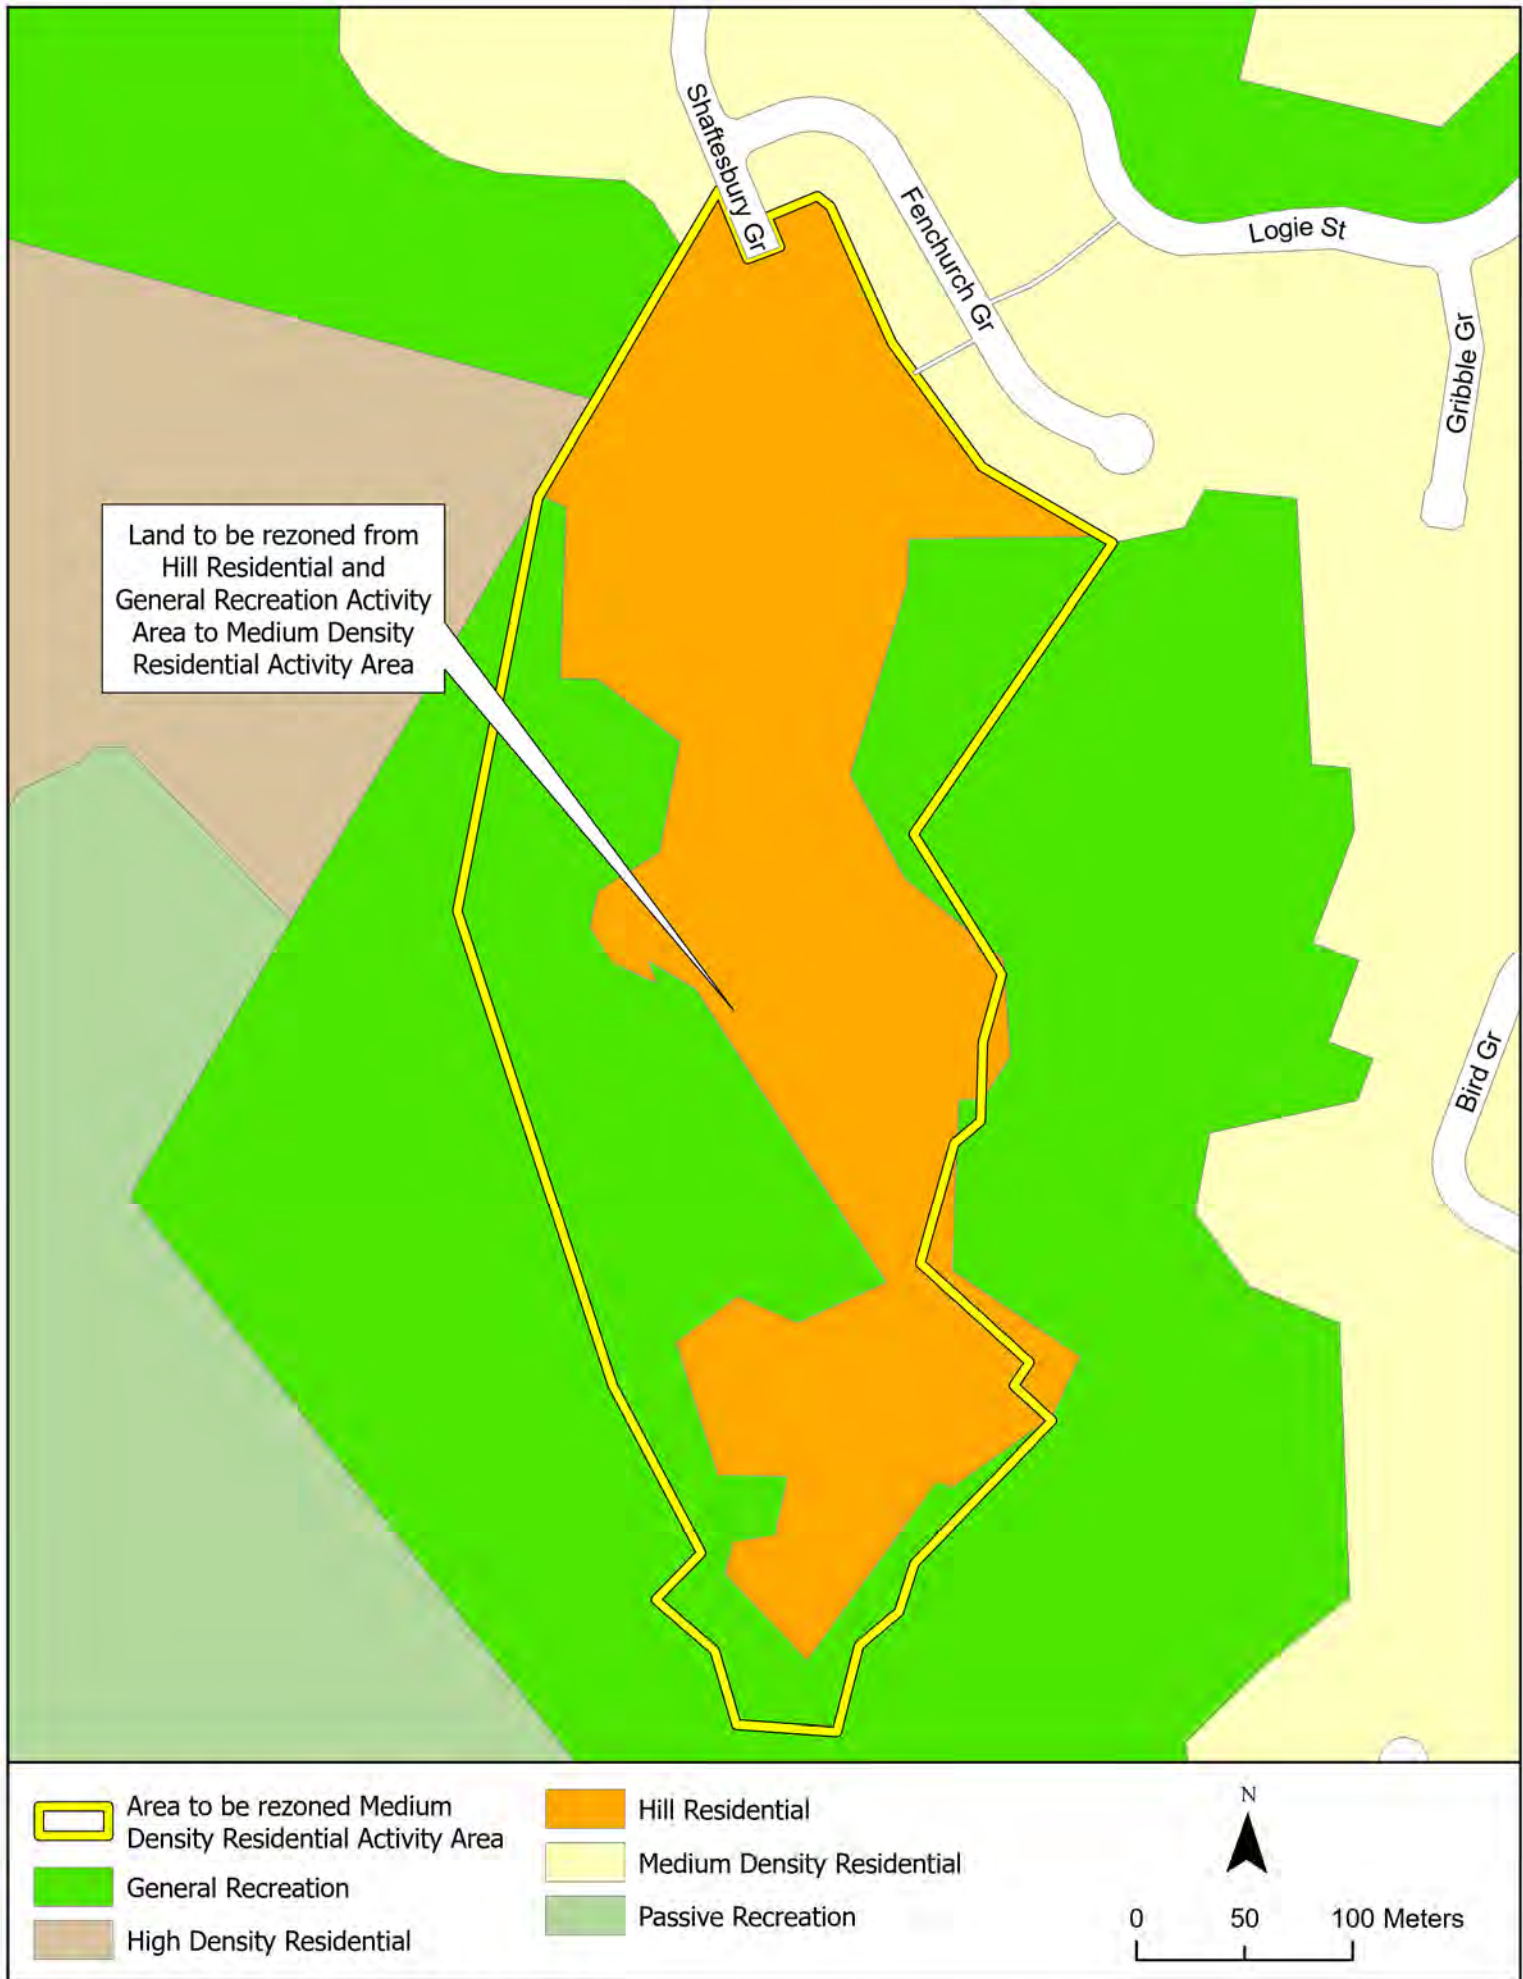 Shaftesbury Gr
Fenchurch Gr
Logie St
Gribble Gr
Land to be rezoned from
Hill Residential and
General Recreation Activity
Area to Medium Density
Residential Activity Area
Bird Gr
Area to be rezoned Medium
Density Residential Activity Area
General Recreation
High Density Residential
Hill Residential
Medium Density Residential
Passive Recreation
N
0 50 100 Meters